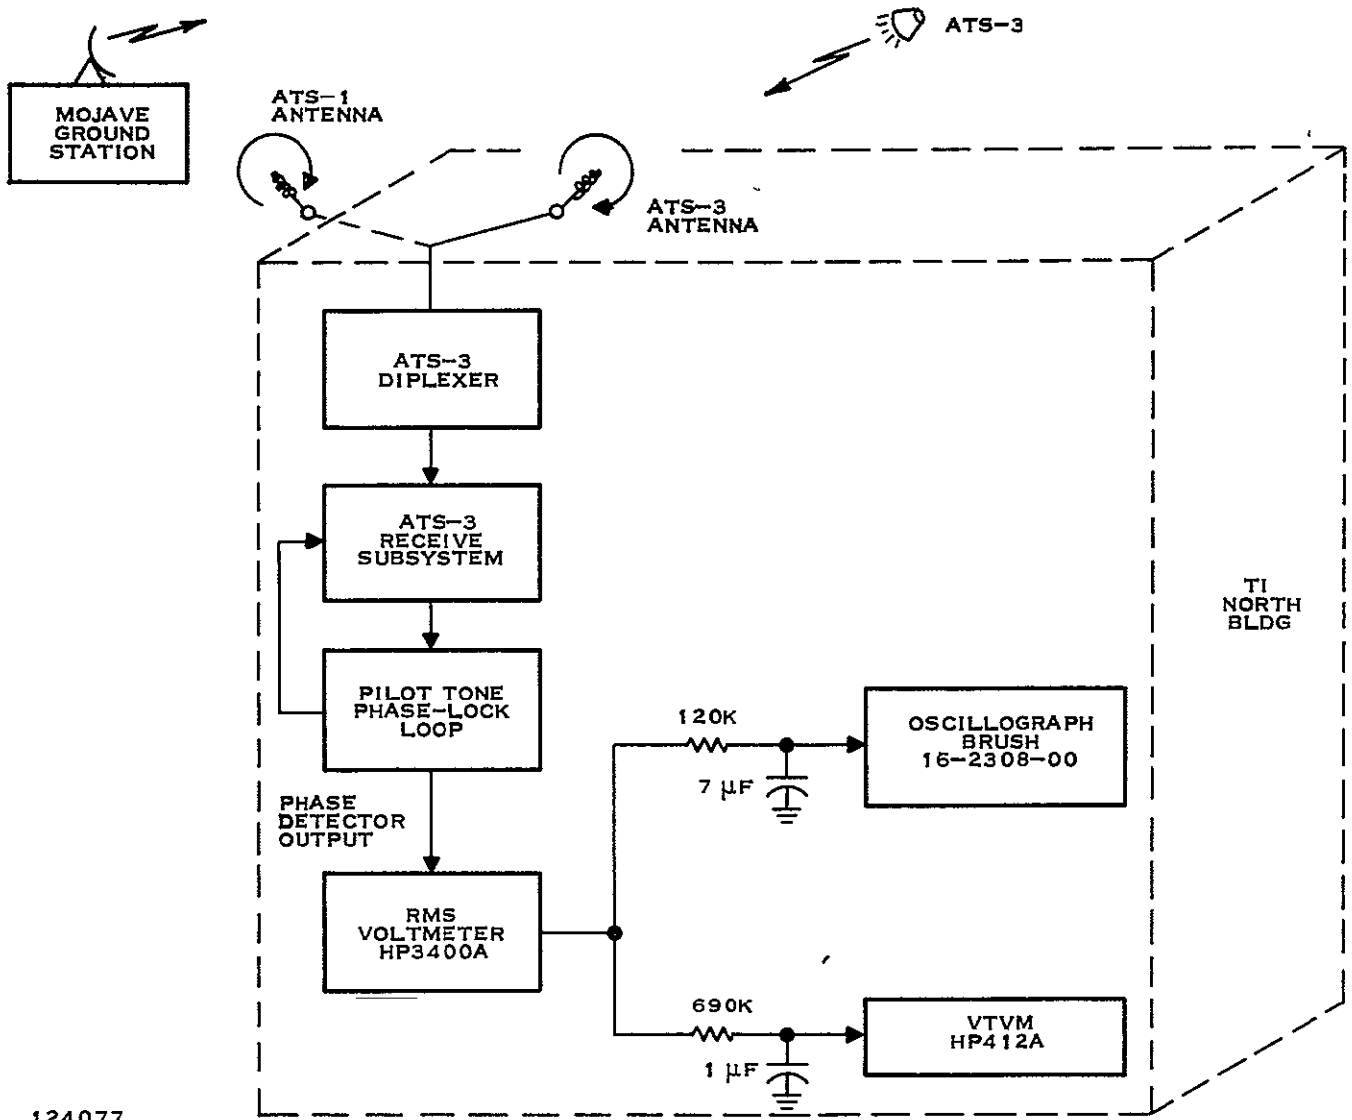 ATS-3
MOJAVE
GROUND
STATION
ATS-1
ANTENNA
ATS-3
ANTENNA
ATS-3
DIPLEXER
ATS-3
RECEIVE
SUBSYSTEM
TI
NORTH
BLDG
PILOT TONE
PHASE-LOCK
LOOP
120K
OSCILLOGRAPH
BRUSH
16-2308-00
7 μF
PHASE
DETECTOR
OUTPUT
RMS
VOLTMETER
HP3400A
690K
VTVM
HP412A
1 μF
124077